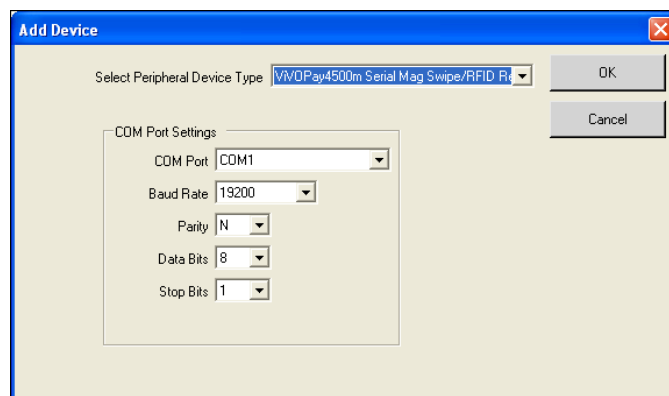 Add Device
Select Peripheral Device Type ViVOPay4500m Serial Mag Swipe/RFID Re
OK
Cancel
COM Port Settings
COM Port COM1
Baud Rate 19200
Parity N
Data Bits 8
Stop Bits 1